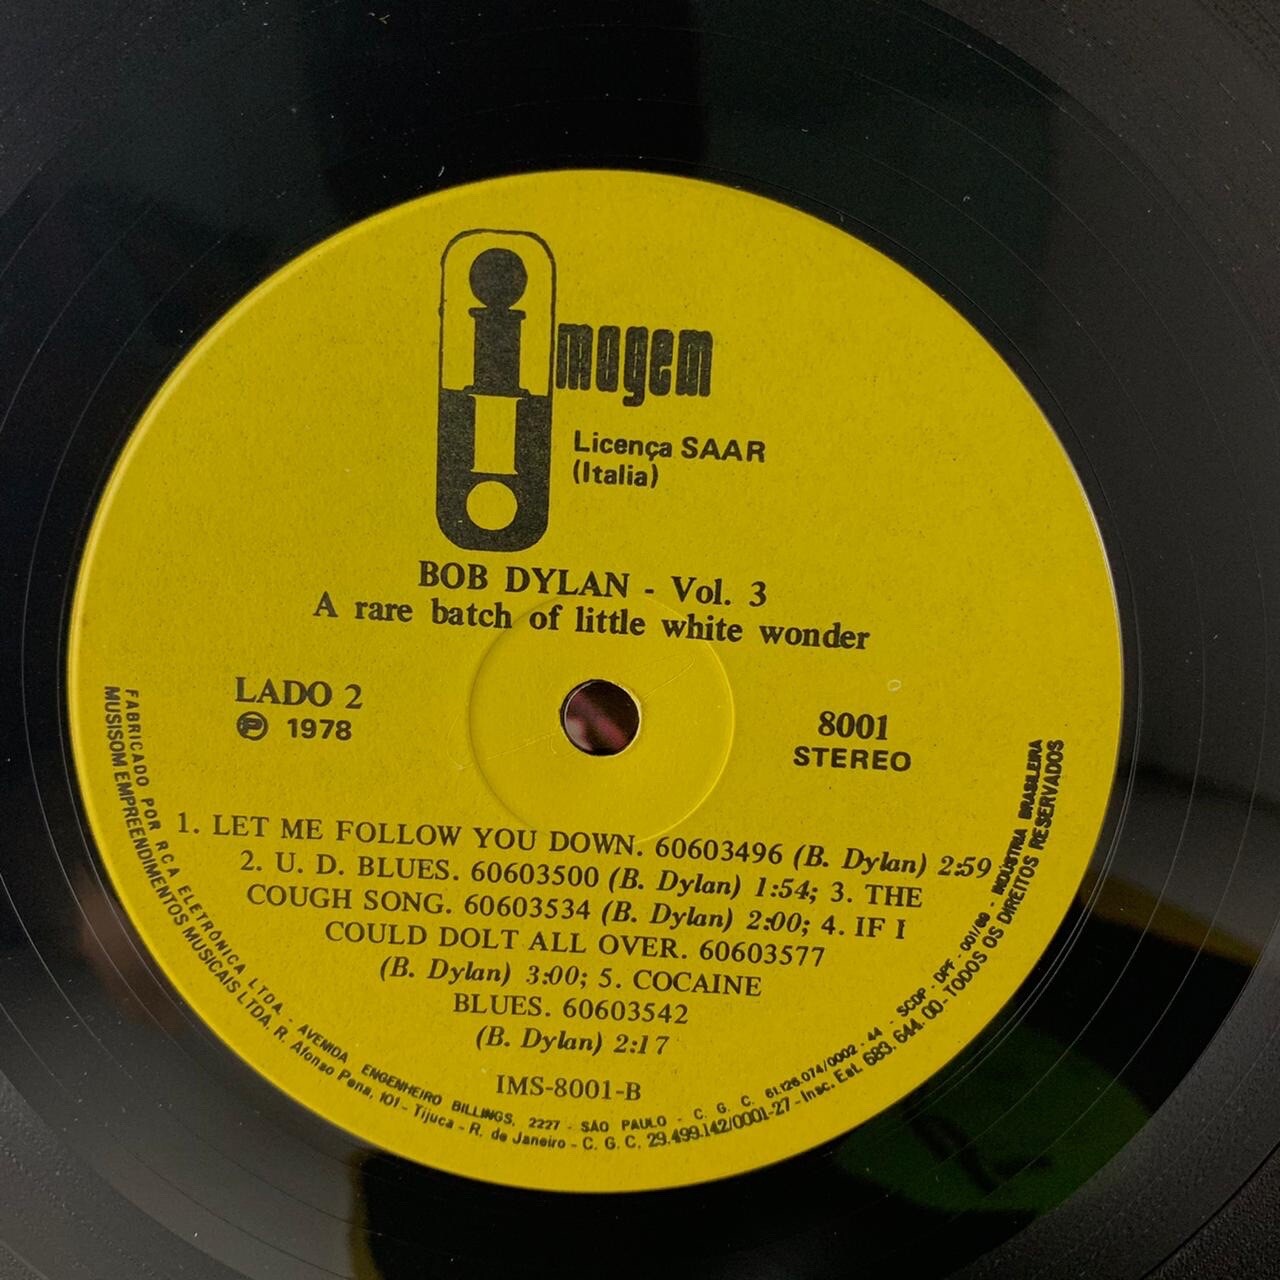 imagem
Licença SAAR
(Italia)
BOB DYLAN - Vol. 3
A rare batch of little white wonder
LADO 2
Ⓟ 1978
8001
STEREO
1. LET ME FOLLOW YOU DOWN. 60603496 (B. Dylan) 2:59
2. U. D. BLUES. 60603500 (B. Dylan) 1:54; 3. THE
COUGH SONG. 60603534 (B. Dylan) 2:00; 4. IF I
COULD DOLT ALL OVER. 60603577
(B. Dylan) 3:00; 5. COCAINE
BLUES. 60603542
(B. Dylan) 2:17
IMS-8001-B
FABRICADO POR RCA ELETRÔNICA LTDA. - AVENIDA ENGENHEIRO BILLINGS, 2227 - SÃO PAULO - C. G. C. 61.126.074/0002-44 - SCDP - DPF - 001/69 - INDÚSTRIA BRASILEIRA
MUSISOM EMPREENDIMENTOS MUSICAIS LTDA. R. Afonso Pena, 101 - Tijuca - R. de Janeiro - C. G. C. 29.499.142/0001-27 - Insc. Est. 683.644.00 - TODOS OS DIREITOS RESERVADOS